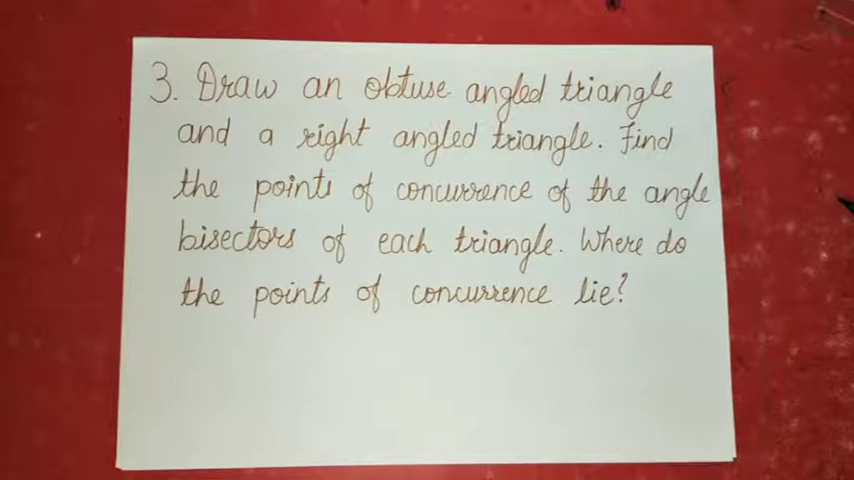 3. Draw an obtuse angled triangle
and a right angled triangle. Find
the points of concurrence of the angle
bisectors of each triangle. Where do
the points of concurrence lie?